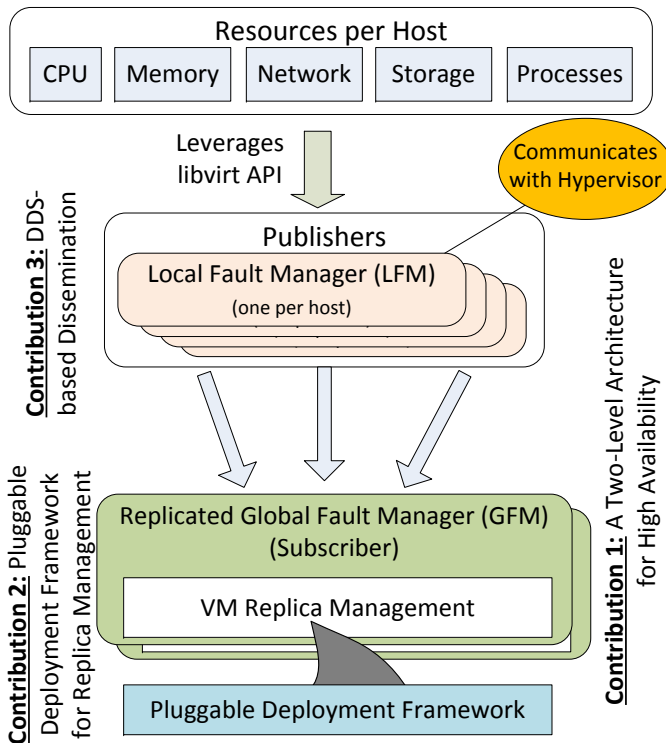 Resources per Host
CPU
Memory
Network
Storage
Processes
Leverages
libvirt API
Communicates
with Hypervisor
Publishers
Local Fault Manager (LFM)
(one per host)
Contribution 3: DDS-
based Dissemination
Contribution 1: A Two-Level Architecture
for High Availability
Replicated Global Fault Manager (GFM)
(Subscriber)
VM Replica Management
Contribution 2: Pluggable
Deployment Framework
for Replica Management
Pluggable Deployment Framework